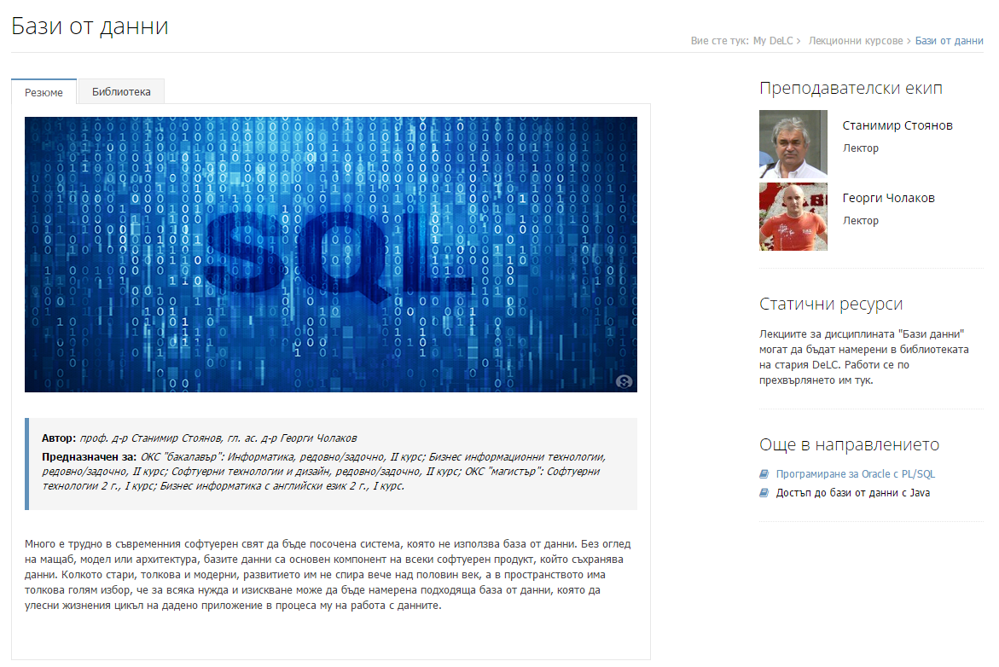 Бази от данни
Вие сте тук: My DeLC > Лекционни курсове > Бази от данни
Резюме
Библиотека
SQL
Автор: проф. д-р Станимир Стоянов, гл. ас. д-р Георги Чолаков
Предназначен за: ОКС "бакалавър": Информатика, редовно/задочно, II курс; Бизнес информационни технологии,
редовно/задочно, II курс; Софтуерни технологии и дизайн, редовно/задочно, II курс; ОКС "магистър": Софтуерни
технологии 2 г., I курс; Бизнес информатика с английски език 2 г., I курс.
Много е трудно в съвременния софтуерен свят да бъде посочена система, която не използва база от данни. Без оглед
на мащаб, модел или архитектура, базите данни са основен компонент на всеки софтуерен продукт, който съхранява
данни. Колкото стари, толкова и модерни, развитието им не спира вече над половин век, а в пространството има
толкова голям избор, че за всяка нужда и изискване може да бъде намерена подходяща база от данни, която да
улесни жизнения цикъл на дадено приложение в процеса му на работа с данните.
Преподавателски екип
Станимир Стоянов
Лектор
Георги Чолаков
Лектор
Статични ресурси
Лекциите за дисциплината "Бази данни"
могат да бъдат намерени в библиотеката
на стария DeLC. Работи се по
прехвърлянето им тук.
Още в направлението
Програмиране за Oracle с PL/SQL
Достъп до бази от данни с Java